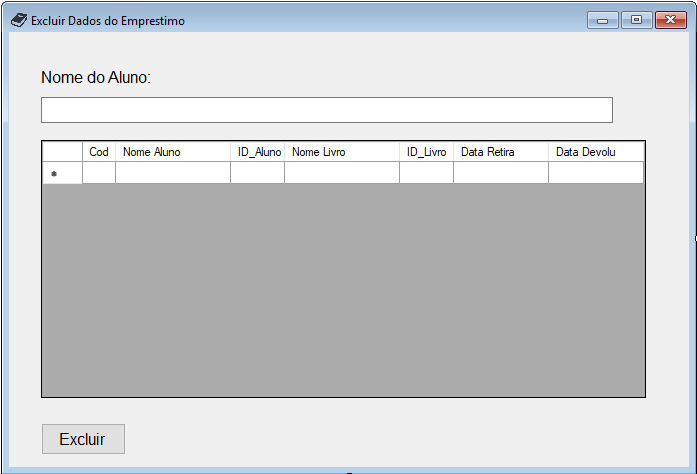 Excluir Dados do Emprestimo
Nome do Aluno:
Cod Nome Aluno ID_Aluno Nome Livro ID_Livro Data Retira Data Devolu
Excluir